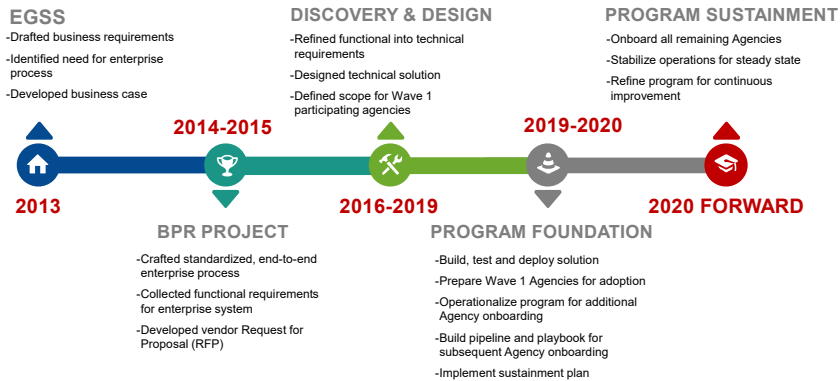 EGSS
-Drafted business requirements
-Identified need for enterprise
process
-Developed business case
2013
2014-2015
BPR PROJECT
-Crafted standardized, end-to-end
enterprise process
-Collected functional requirements
for enterprise system
-Developed vendor Request for
Proposal (RFP)
DISCOVERY & DESIGN
-Refined functional into technical
requirements
-Designed technical solution
-Defined scope for Wave 1
participating agencies
2016-2019
2019-2020
PROGRAM FOUNDATION
-Build, test and deploy solution
-Prepare Wave 1 Agencies for adoption
-Operationalize program for additional
Agency onboarding
-Build pipeline and playbook for
subsequent Agency onboarding
-Implement sustainment plan
PROGRAM SUSTAINMENT
-Onboard all remaining Agencies
-Stabilize operations for steady state
-Refine program for continuous
improvement
2020 FORWARD